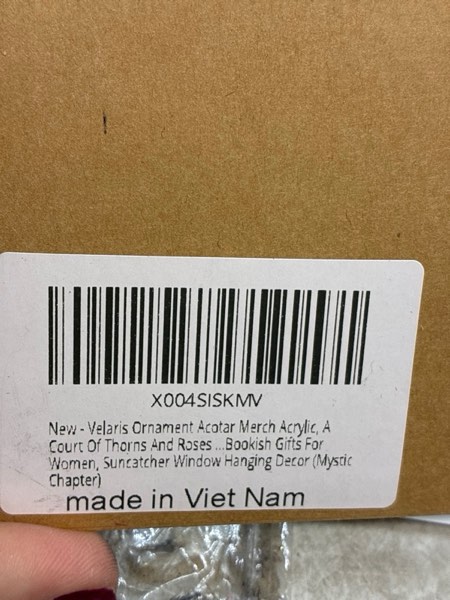 X004SISKMV
New - Velaris Ornament Acotar Merch Acrylic, A
Court Of Thorns And Roses ...Bookish Gifts For
Women, Suncatcher Window Hanging Decor (Mystic
Chapter)
made in Viet Nam